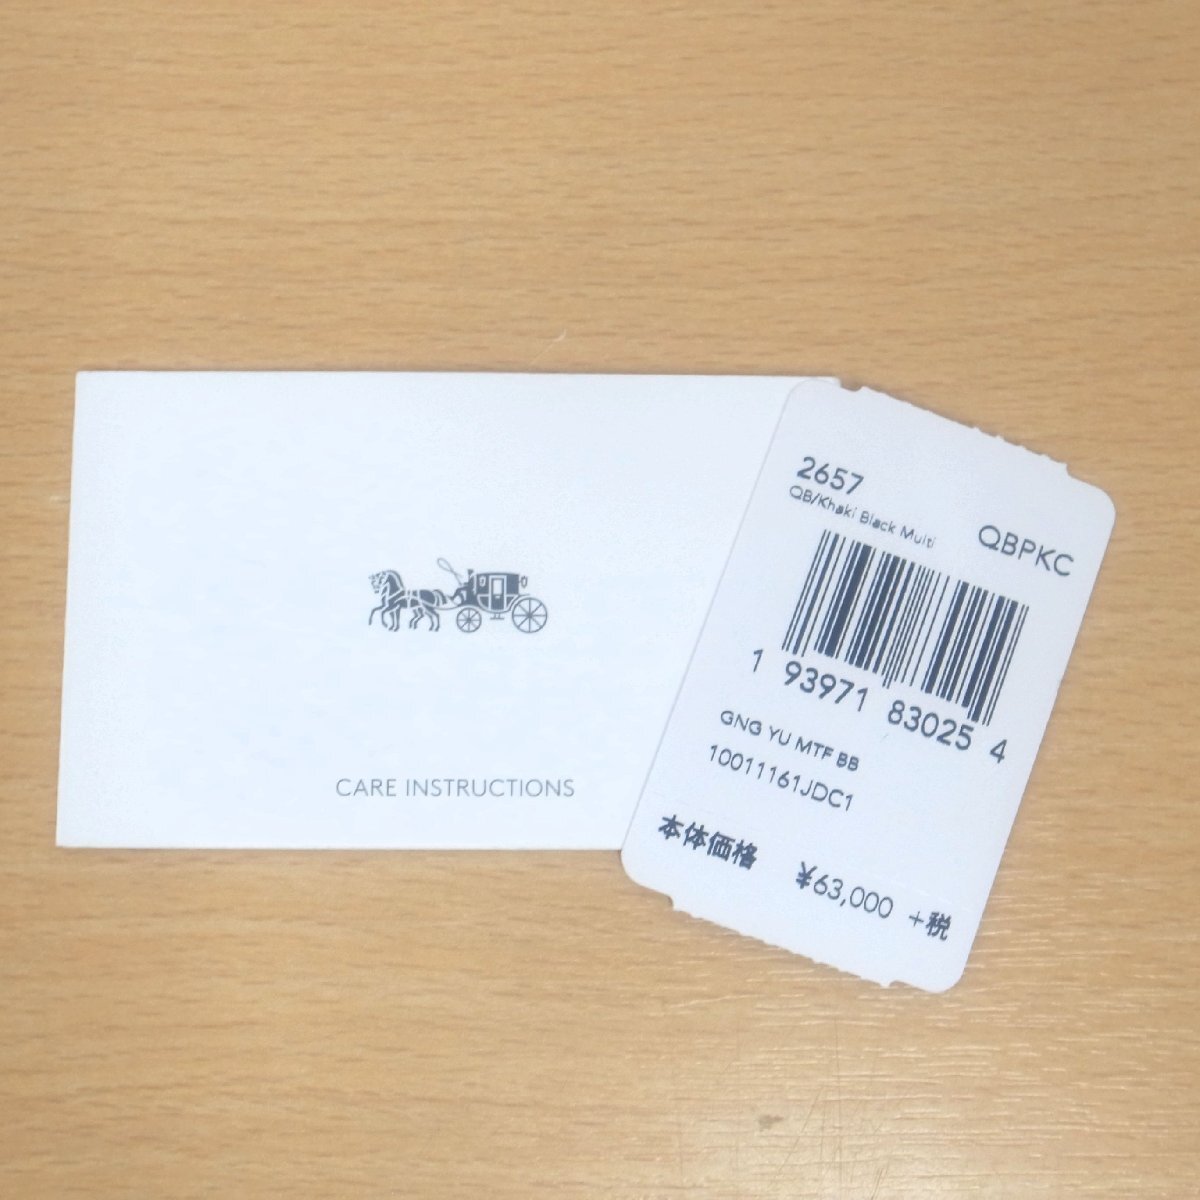 CARE INSTRUCTIONS
2657
QB/Khaki Black Multi
QBPKC
1 93971 83025 4
GNG YU MTF BB
10011161JDC1
本体価格 ¥63,000 +税